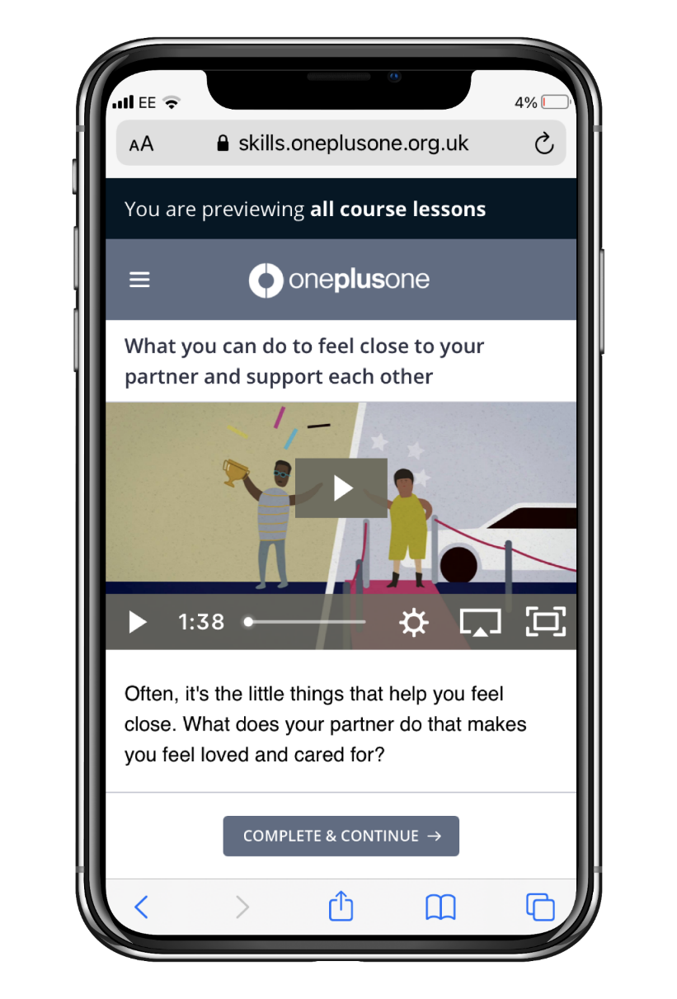 EE
4%
AA
skills.oneplusone.org.uk
You are previewing all course lessons
oneplusone
What you can do to feel close to your
partner and support each other
1:38
Often, it's the little things that help you feel
close. What does your partner do that makes
you feel loved and cared for?
COMPLETE & CONTINUE →